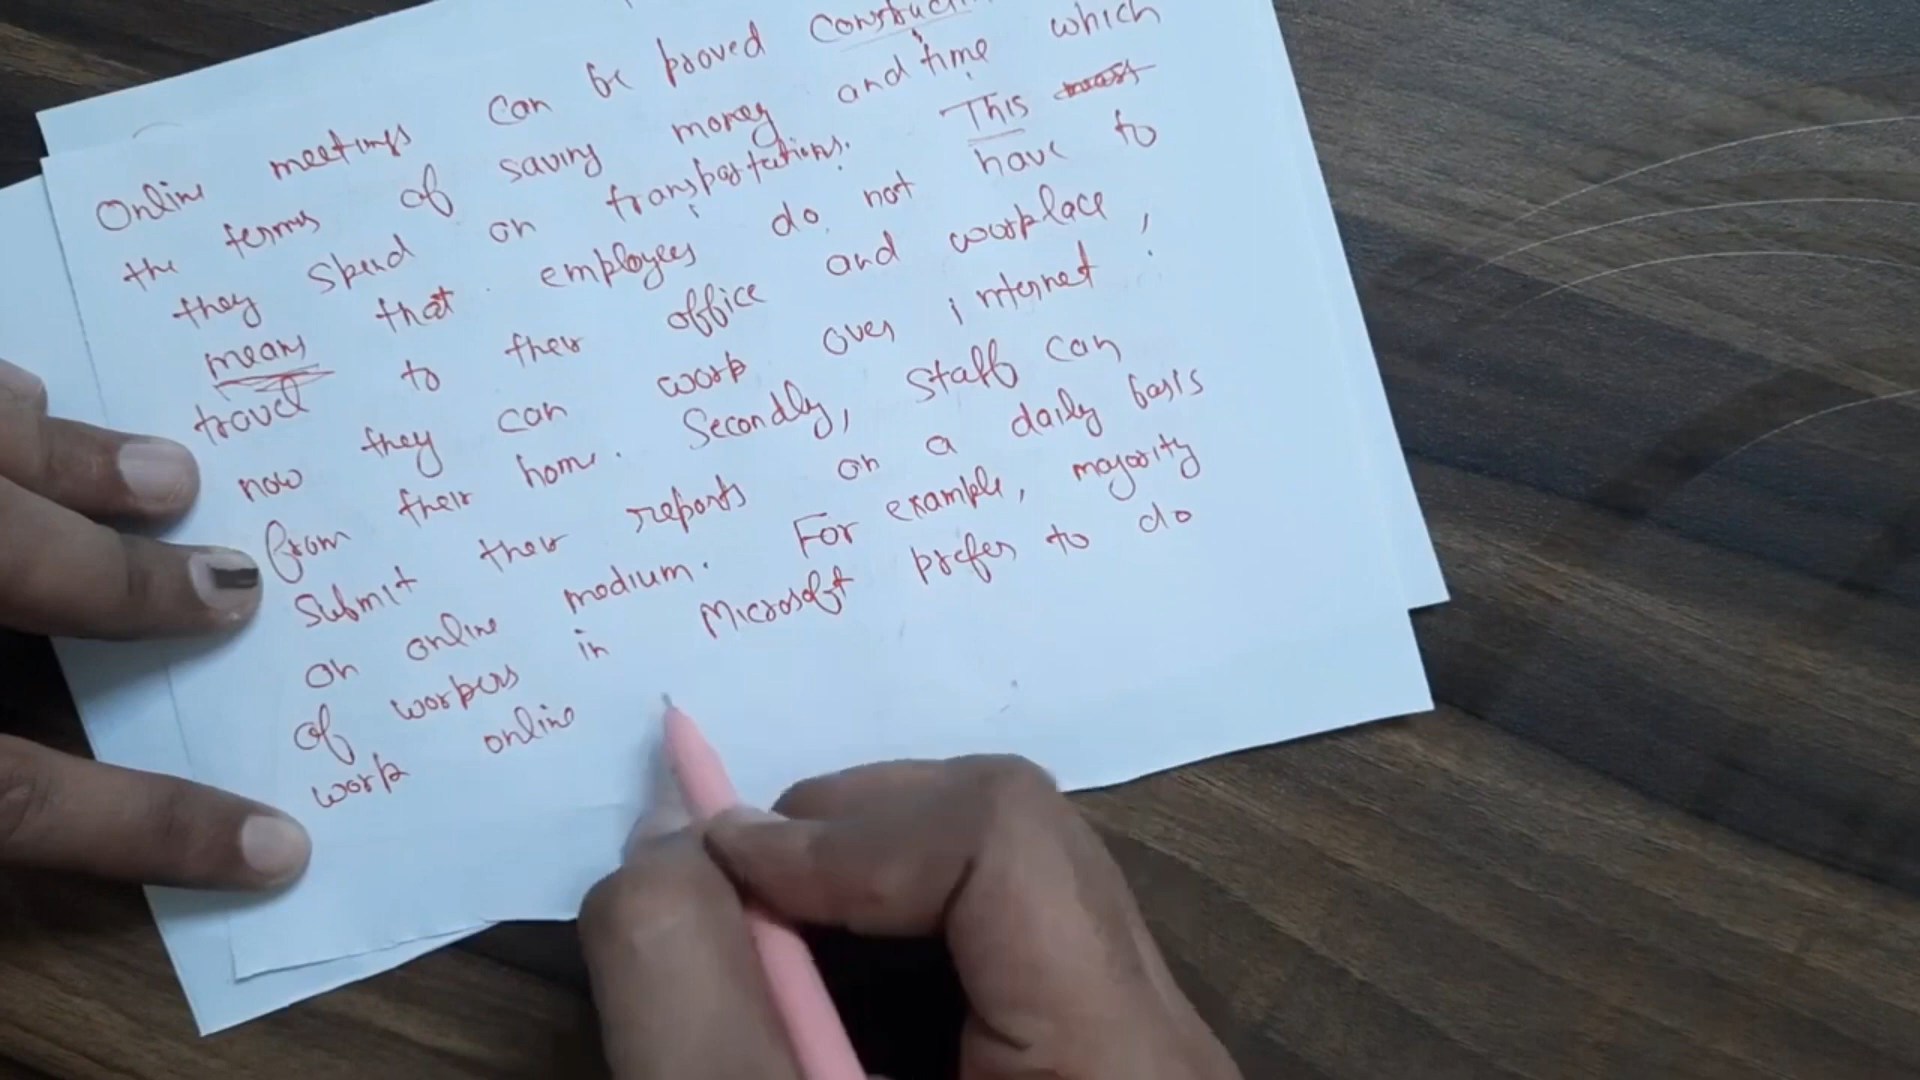 Online meetings can be proved Constructi
the terms of saving money and time which
they spend on transportations. This
means that employees do not have to
travel to their office and workplace,
now they can work over internet
from their home. Secondly, Staff can
Submit their reports on a daily basis
on online medium. For example, majority
of workers in Microsoft prefer to do
work online